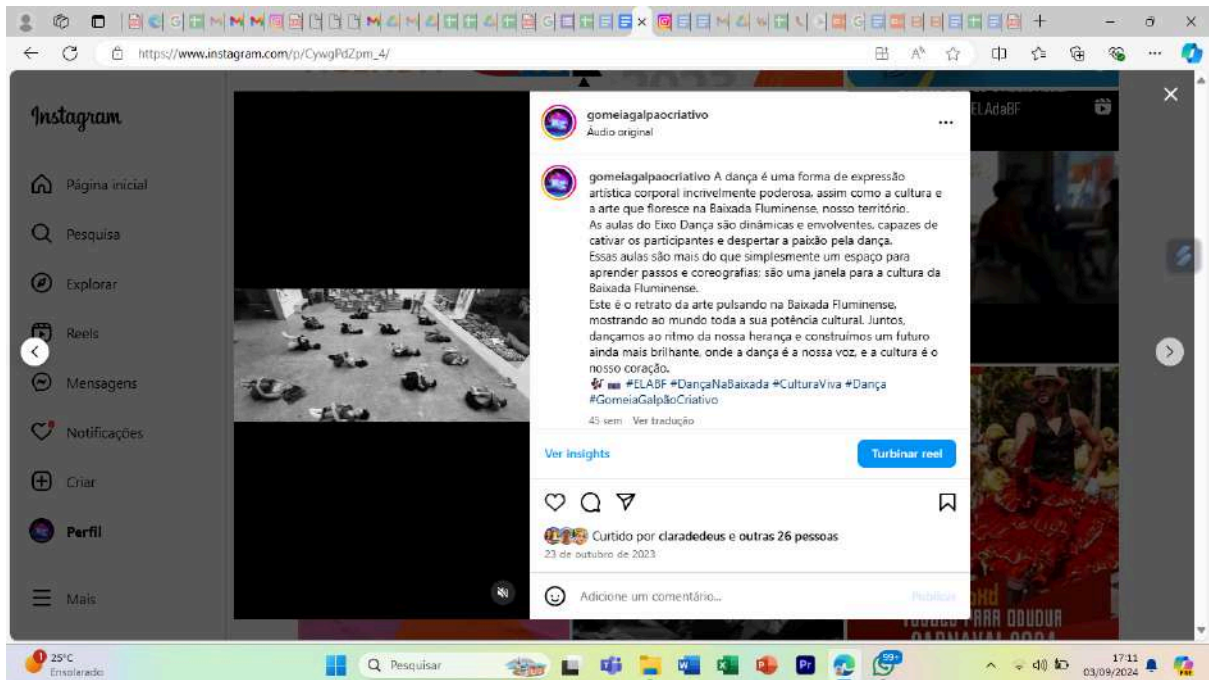 https://www.instagram.com/p/CywgPdZpm_4/
Instagram
Página inicial
Pesquisa
Explorar
Reels
Mensagens
Notificações
Criar
Perfil
Mais
gomeiagalpaocriativo
Áudio original
gomeiagalpaocriativo A dança é uma forma de expressão
artística corporal incrivelmente poderosa, assim como a cultura e
a arte que floresce na Baixada Fluminense, nosso território.
As aulas do Eixo Dança são dinâmicas e envolventes, capazes de
cativar os participantes e despertar a paixão pela dança.
Essas aulas são mais do que simplesmente um espaço para
aprender passos e coreografias; são uma janela para a cultura da
Baixada Fluminense.
Este é o retrato da arte pulsando na Baixada Fluminense,
mostrando ao mundo toda a sua potência cultural. Juntos,
dançamos ao ritmo da nossa herança e construímos um futuro
ainda mais brilhante, onde a dança é a nossa voz, e a cultura é o
nosso coração.
#ELABF #DançaNaBaixada #CulturaViva #Dança
#GomeiaGalpãoCriativo
45 sem Ver tradução
Ver insights
Turbinar reel
Curtido por claradedeus e outras 26 pessoas
23 de outubro de 2023
Adicione um comentário...
Publicar
ELAdaBF
2023
PARA ODUDUA
CARNAVAL 2024
25°C
Ensolarado
Pesquisar
99+
17:11
03/09/2024